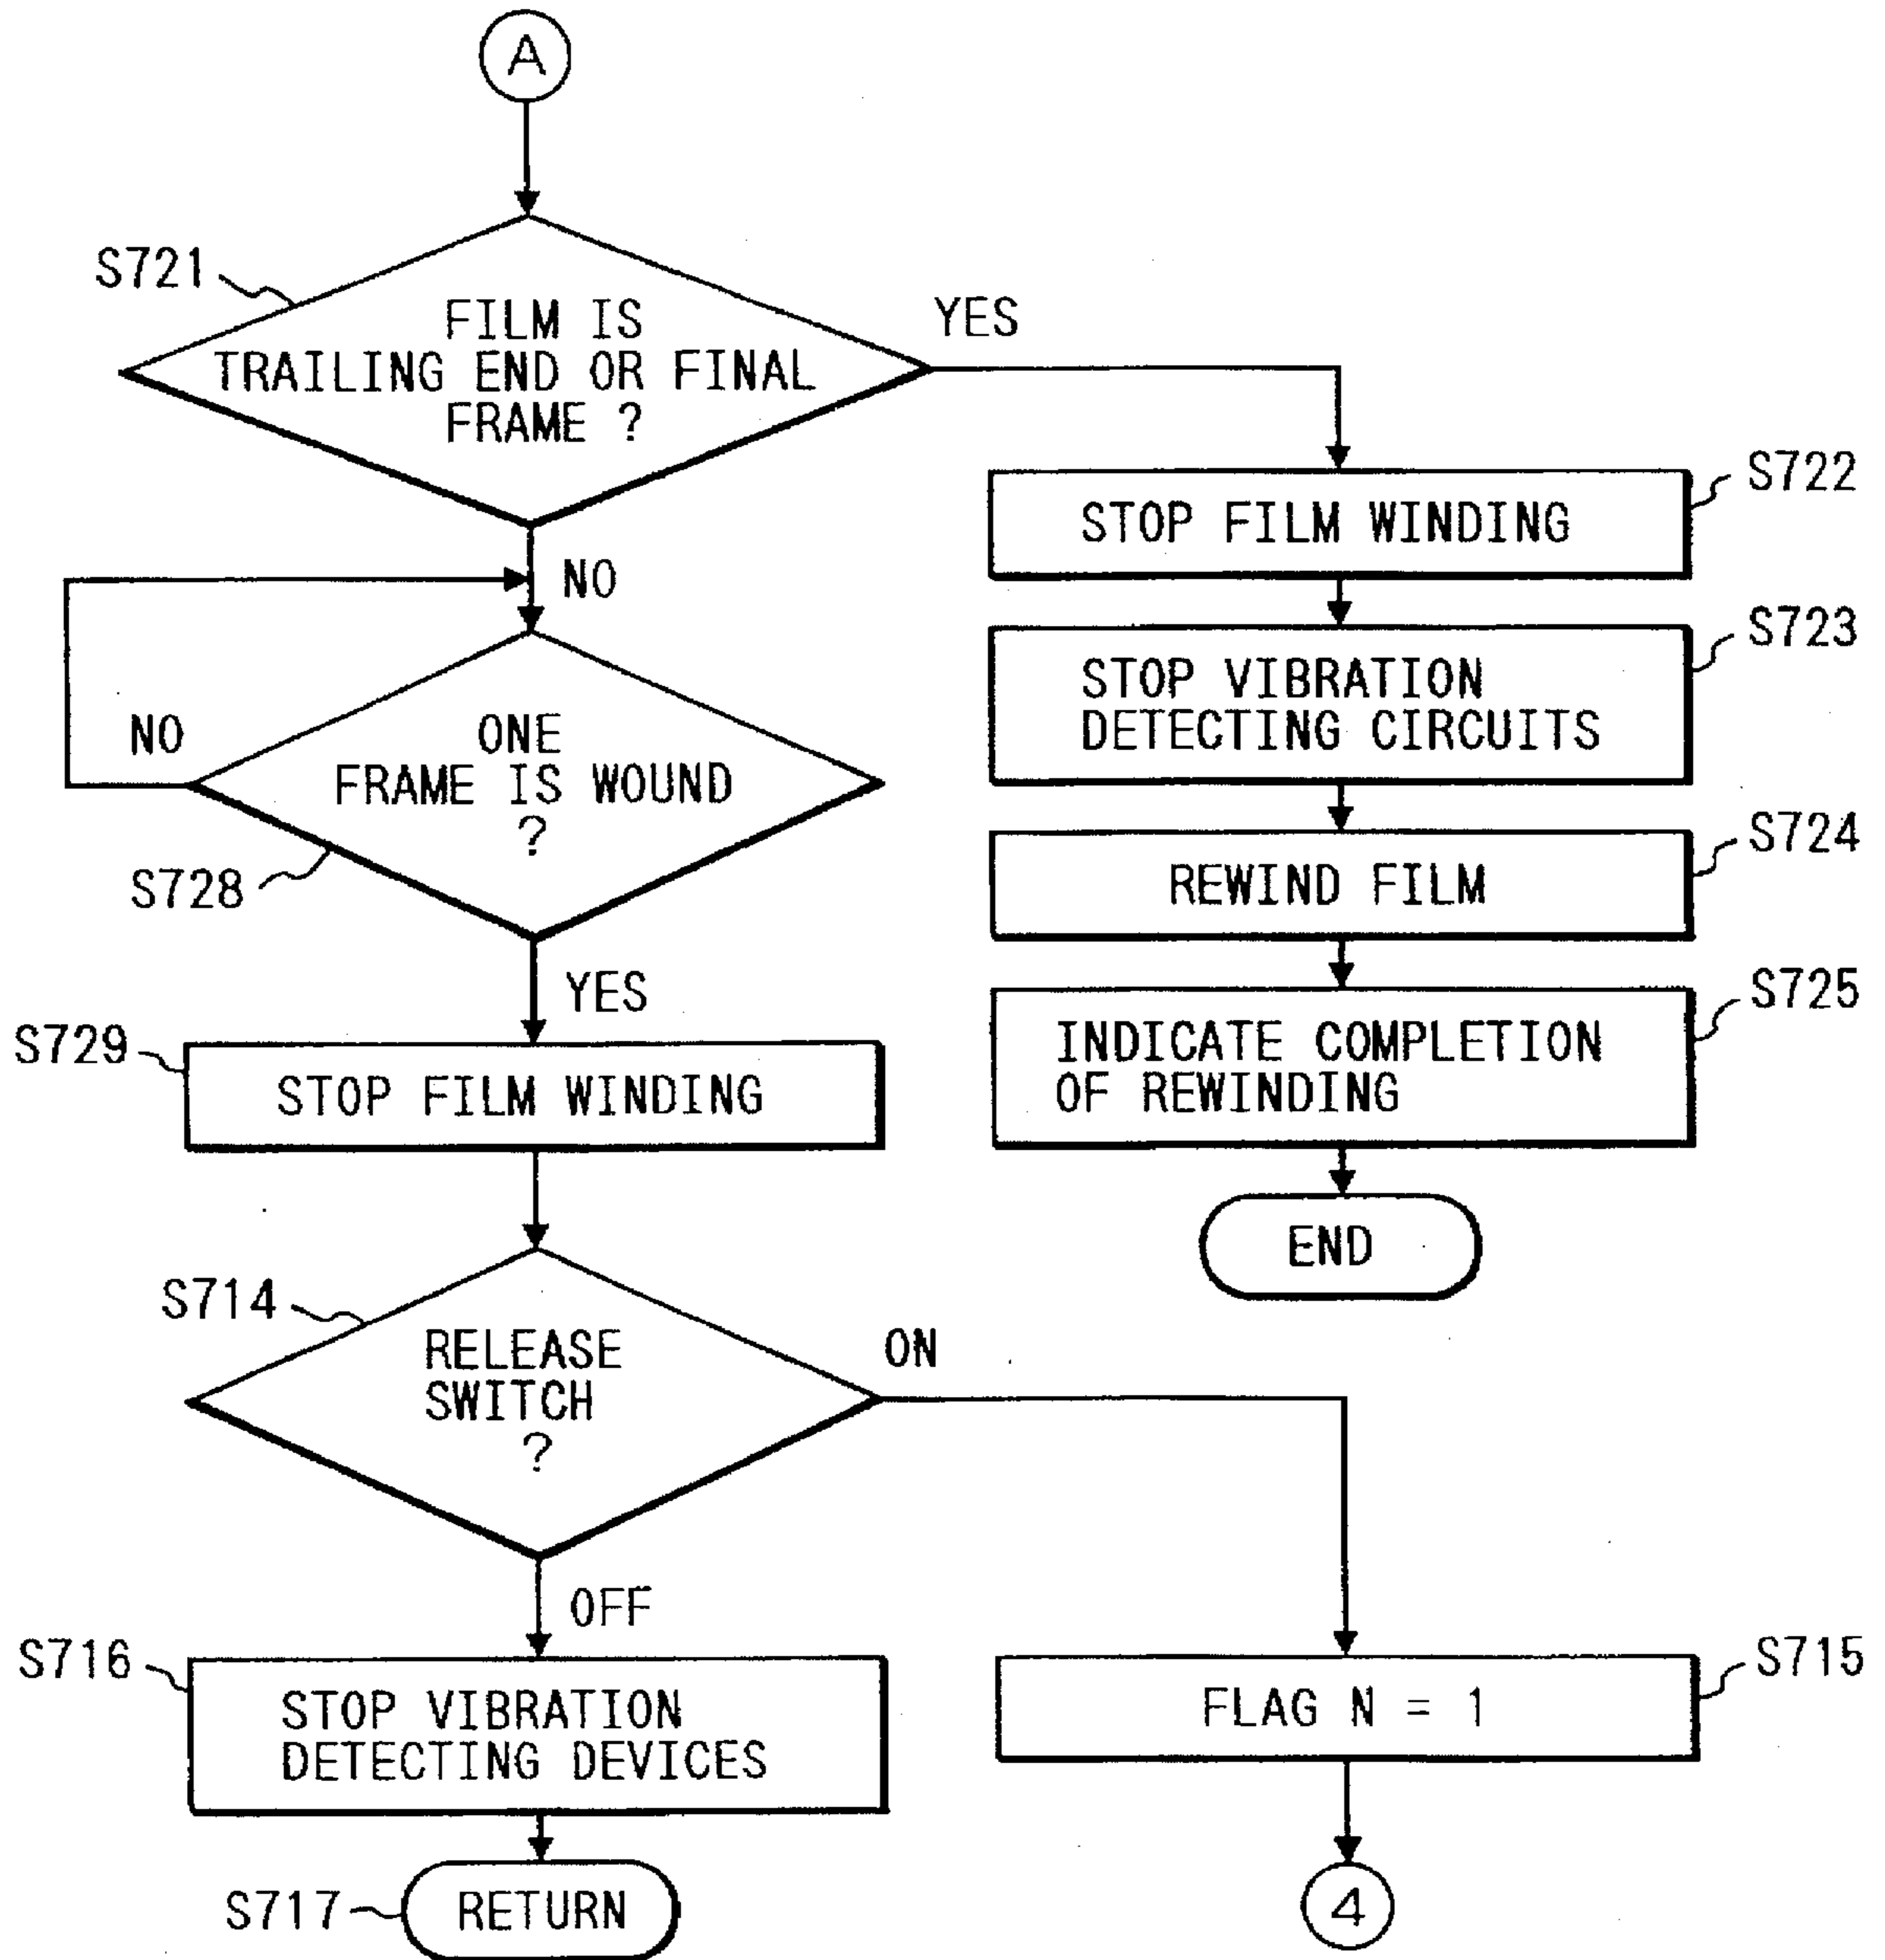 A
S721
FILM IS
TRAILING END OR FINAL
FRAME ?
YES
NO
S722
STOP FILM WINDING
S723
STOP VIBRATION
DETECTING CIRCUITS
S724
REWIND FILM
S725
INDICATE COMPLETION
OF REWINDING
END
NO
ONE
FRAME IS WOUND
?
S728
YES
S729
STOP FILM WINDING
S714
RELEASE
SWITCH
?
ON
OFF
S716
STOP VIBRATION
DETECTING DEVICES
S717
RETURN
S715
FLAG N = 1
4